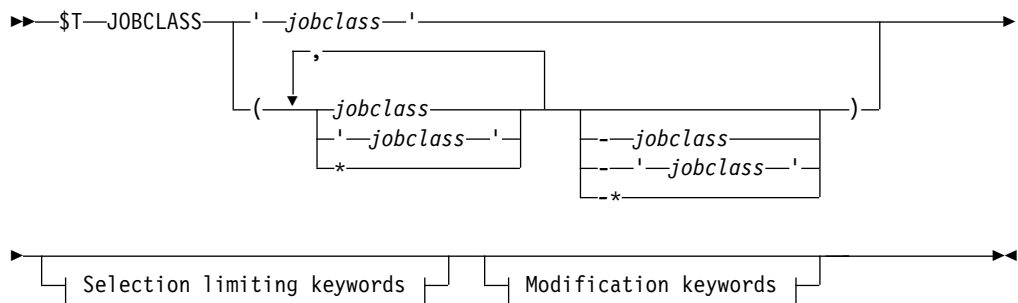 $T JOBCLASS ' jobclass '
,
( jobclass - jobclass )
' jobclass ' - ' jobclass '
* -*
Selection limiting keywords Modification keywords